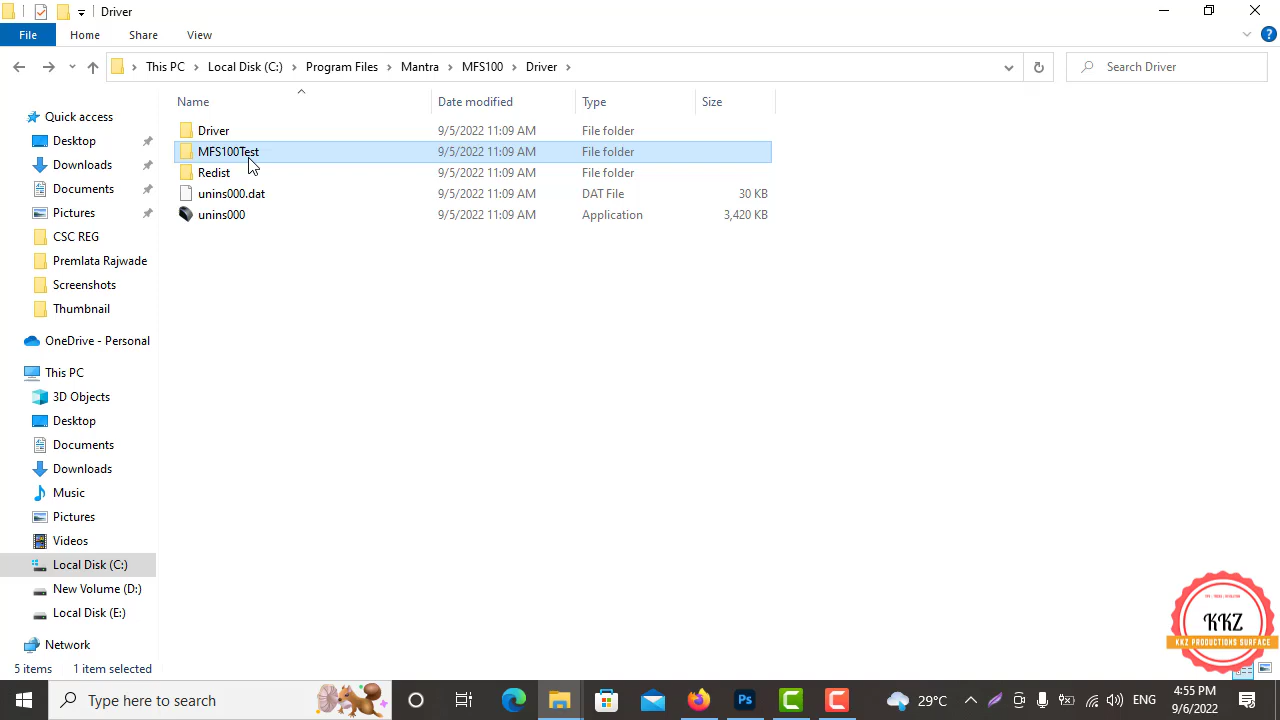 Driver
File Home Share View
This PC Local Disk (C:) Program Files Mantra MFS100 Driver
Search Driver
Name Date modified Type Size
Driver 9/5/2022 11:09 AM File folder
MFS100Test 9/5/2022 11:09 AM File folder
Redist 9/5/2022 11:09 AM File folder
unins000.dat 9/5/2022 11:09 AM DAT File 30 KB
unins000 9/5/2022 11:09 AM Application 3,420 KB
Quick access
Desktop
Downloads
Documents
Pictures
CSC REG
Premlata Rajwade
Screenshots
Thumbnail
OneDrive - Personal
This PC
3D Objects
Desktop
Documents
Downloads
Music
Pictures
Videos
Local Disk (C:)
New Volume (D:)
Local Disk (E:)
Network
5 items 1 item selected
KKZ
KKZ PRODUCTIONS SURFACE
Type here to search
Ps
29°C
ENG
4:55 PM
9/6/2022